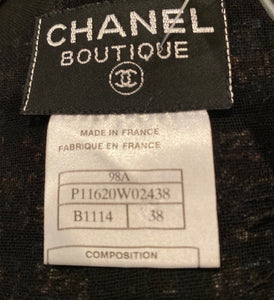 CHANEL
BOUTIQUE
MADE IN FRANCE
FABRIQUE EN FRANCE
98A
P11620W02438
B1114 38
COMPOSITION